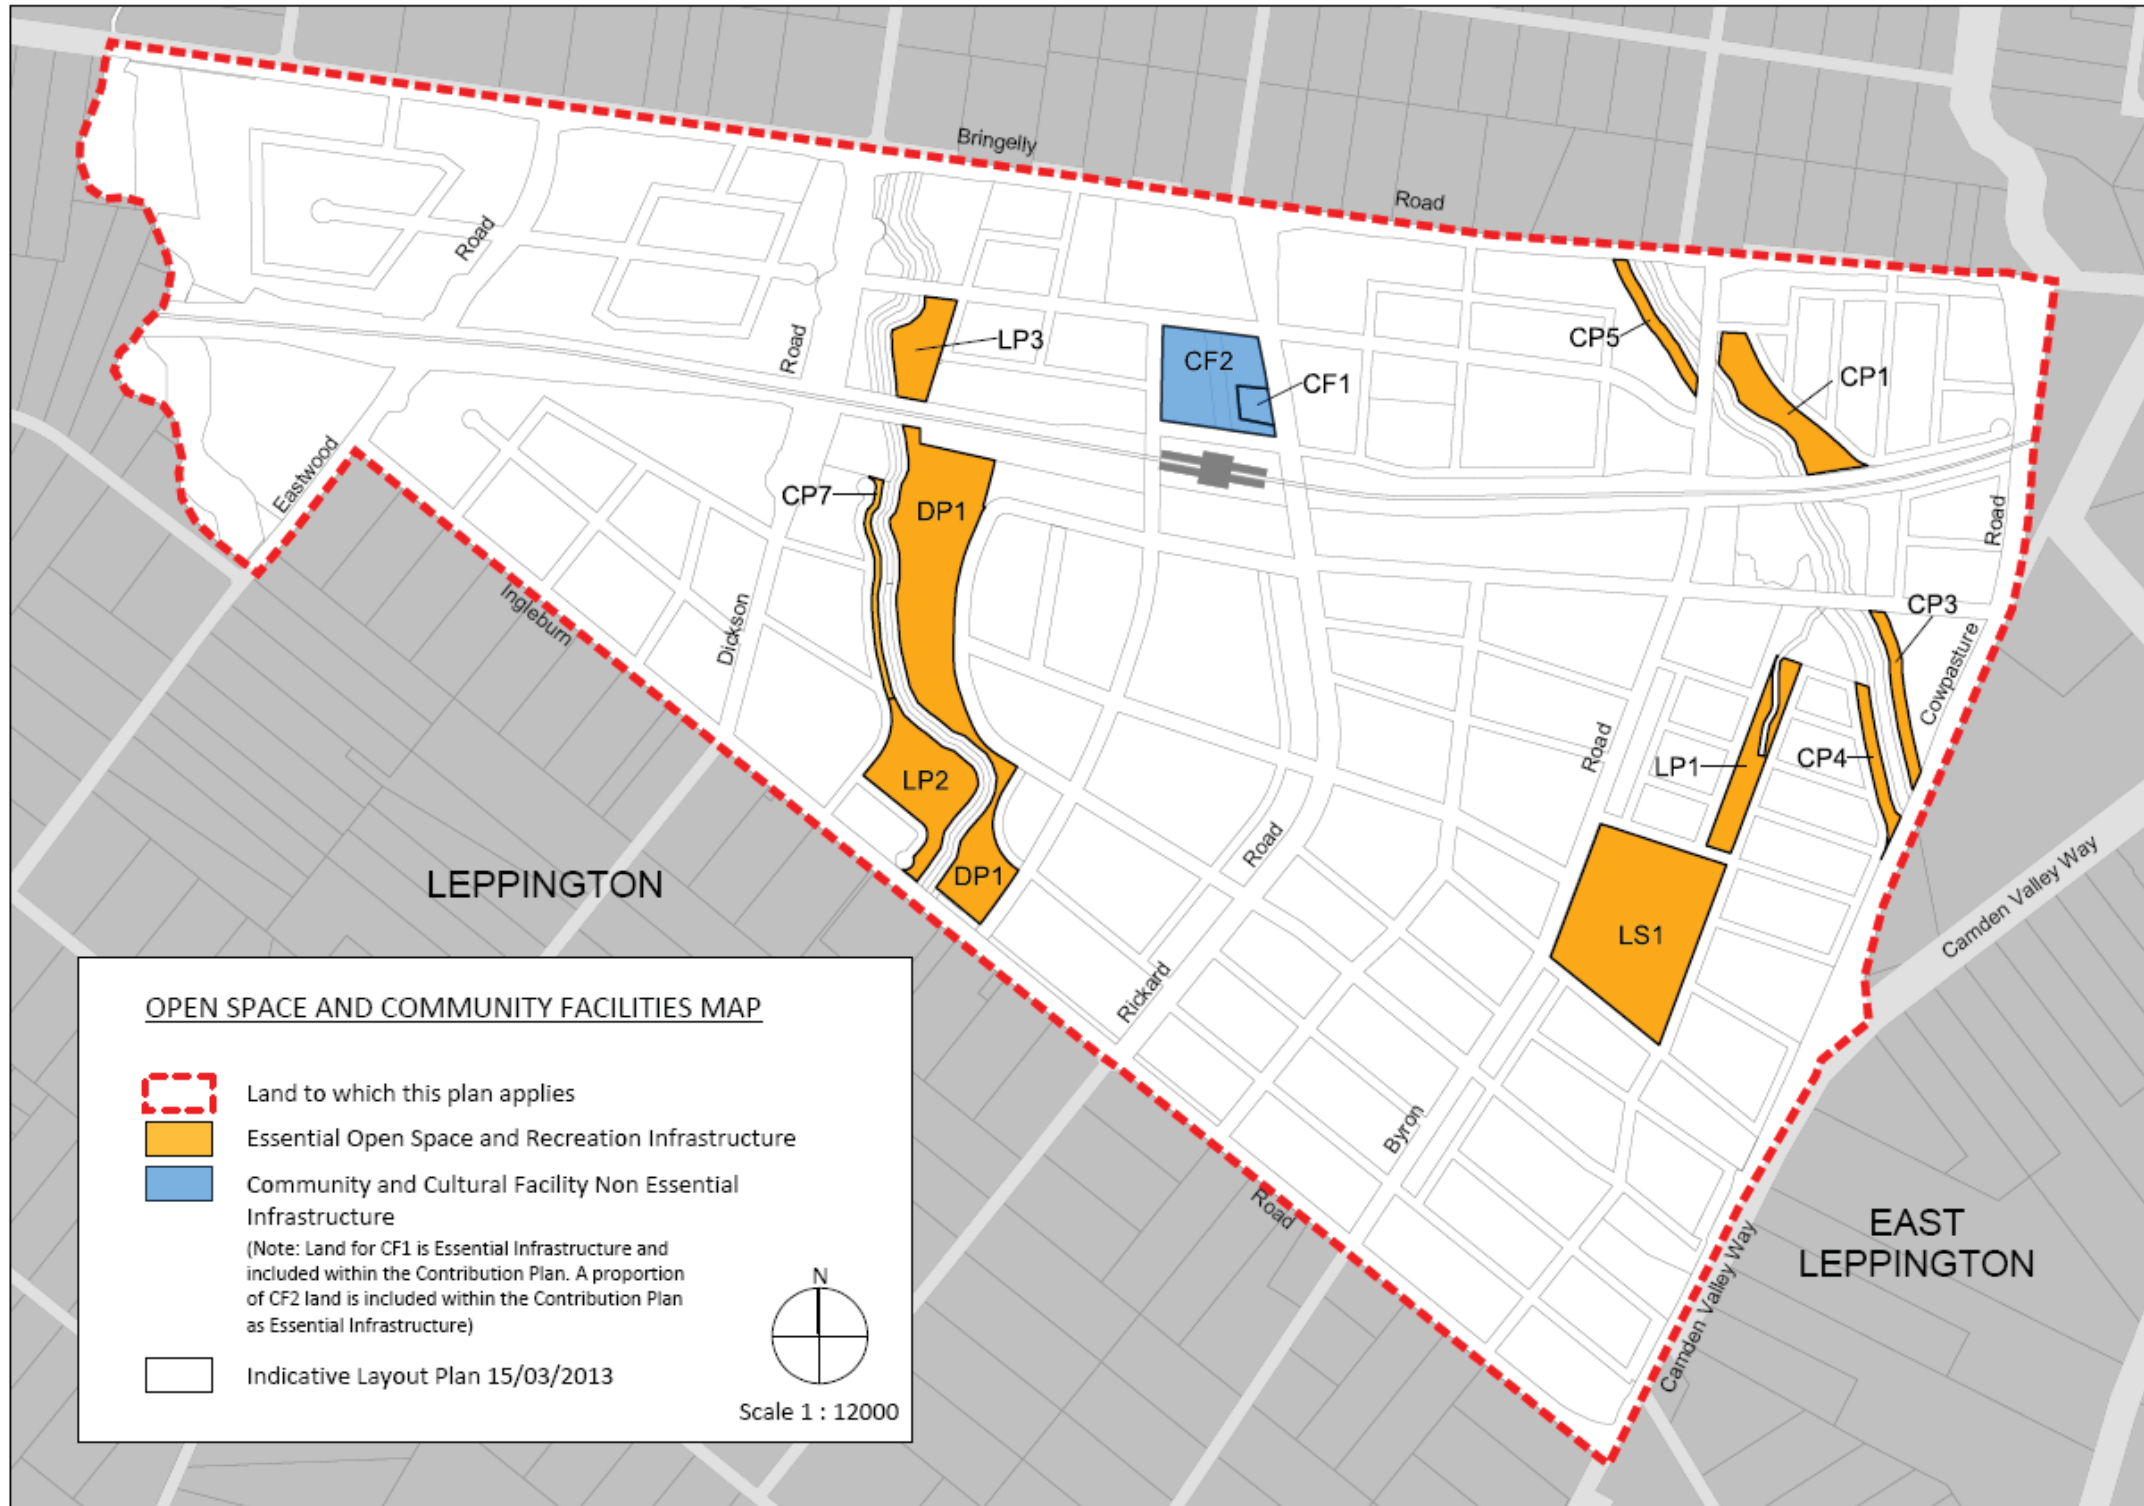 Bringelly
Road
Road
Road
LP3
CF2
CF1
CP5
CP1
Eastwood
CP7
DP1
Road
Ingleburn
Dickson
CP3
Cowpasture
Road
LP1
CP4
LP2
DP1
Road
LEPPINGTON
LS1
Camden Valley Way
Rickard
Byron
Road
Camden Valley Way
EAST
LEPPINGTON
OPEN SPACE AND COMMUNITY FACILITIES MAP
Land to which this plan applies
Essential Open Space and Recreation Infrastructure
Community and Cultural Facility Non Essential
Infrastructure
(Note: Land for CF1 is Essential Infrastructure and
included within the Contribution Plan. A proportion
of CF2 land is included within the Contribution Plan
as Essential Infrastructure)
Indicative Layout Plan 15/03/2013
N
Scale 1 : 12000